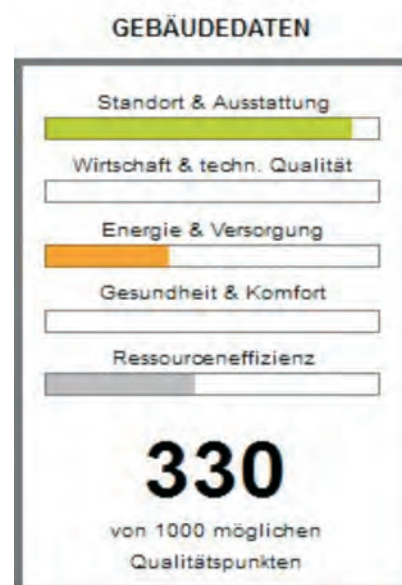 GEBÄUDEDATEN
Standort & Ausstattung
Wirtschaft & techn. Qualität
Energie & Versorgung
Gesundheit & Komfort
Ressourceneffizienz
330
von 1000 möglichen
Qualitätspunkten